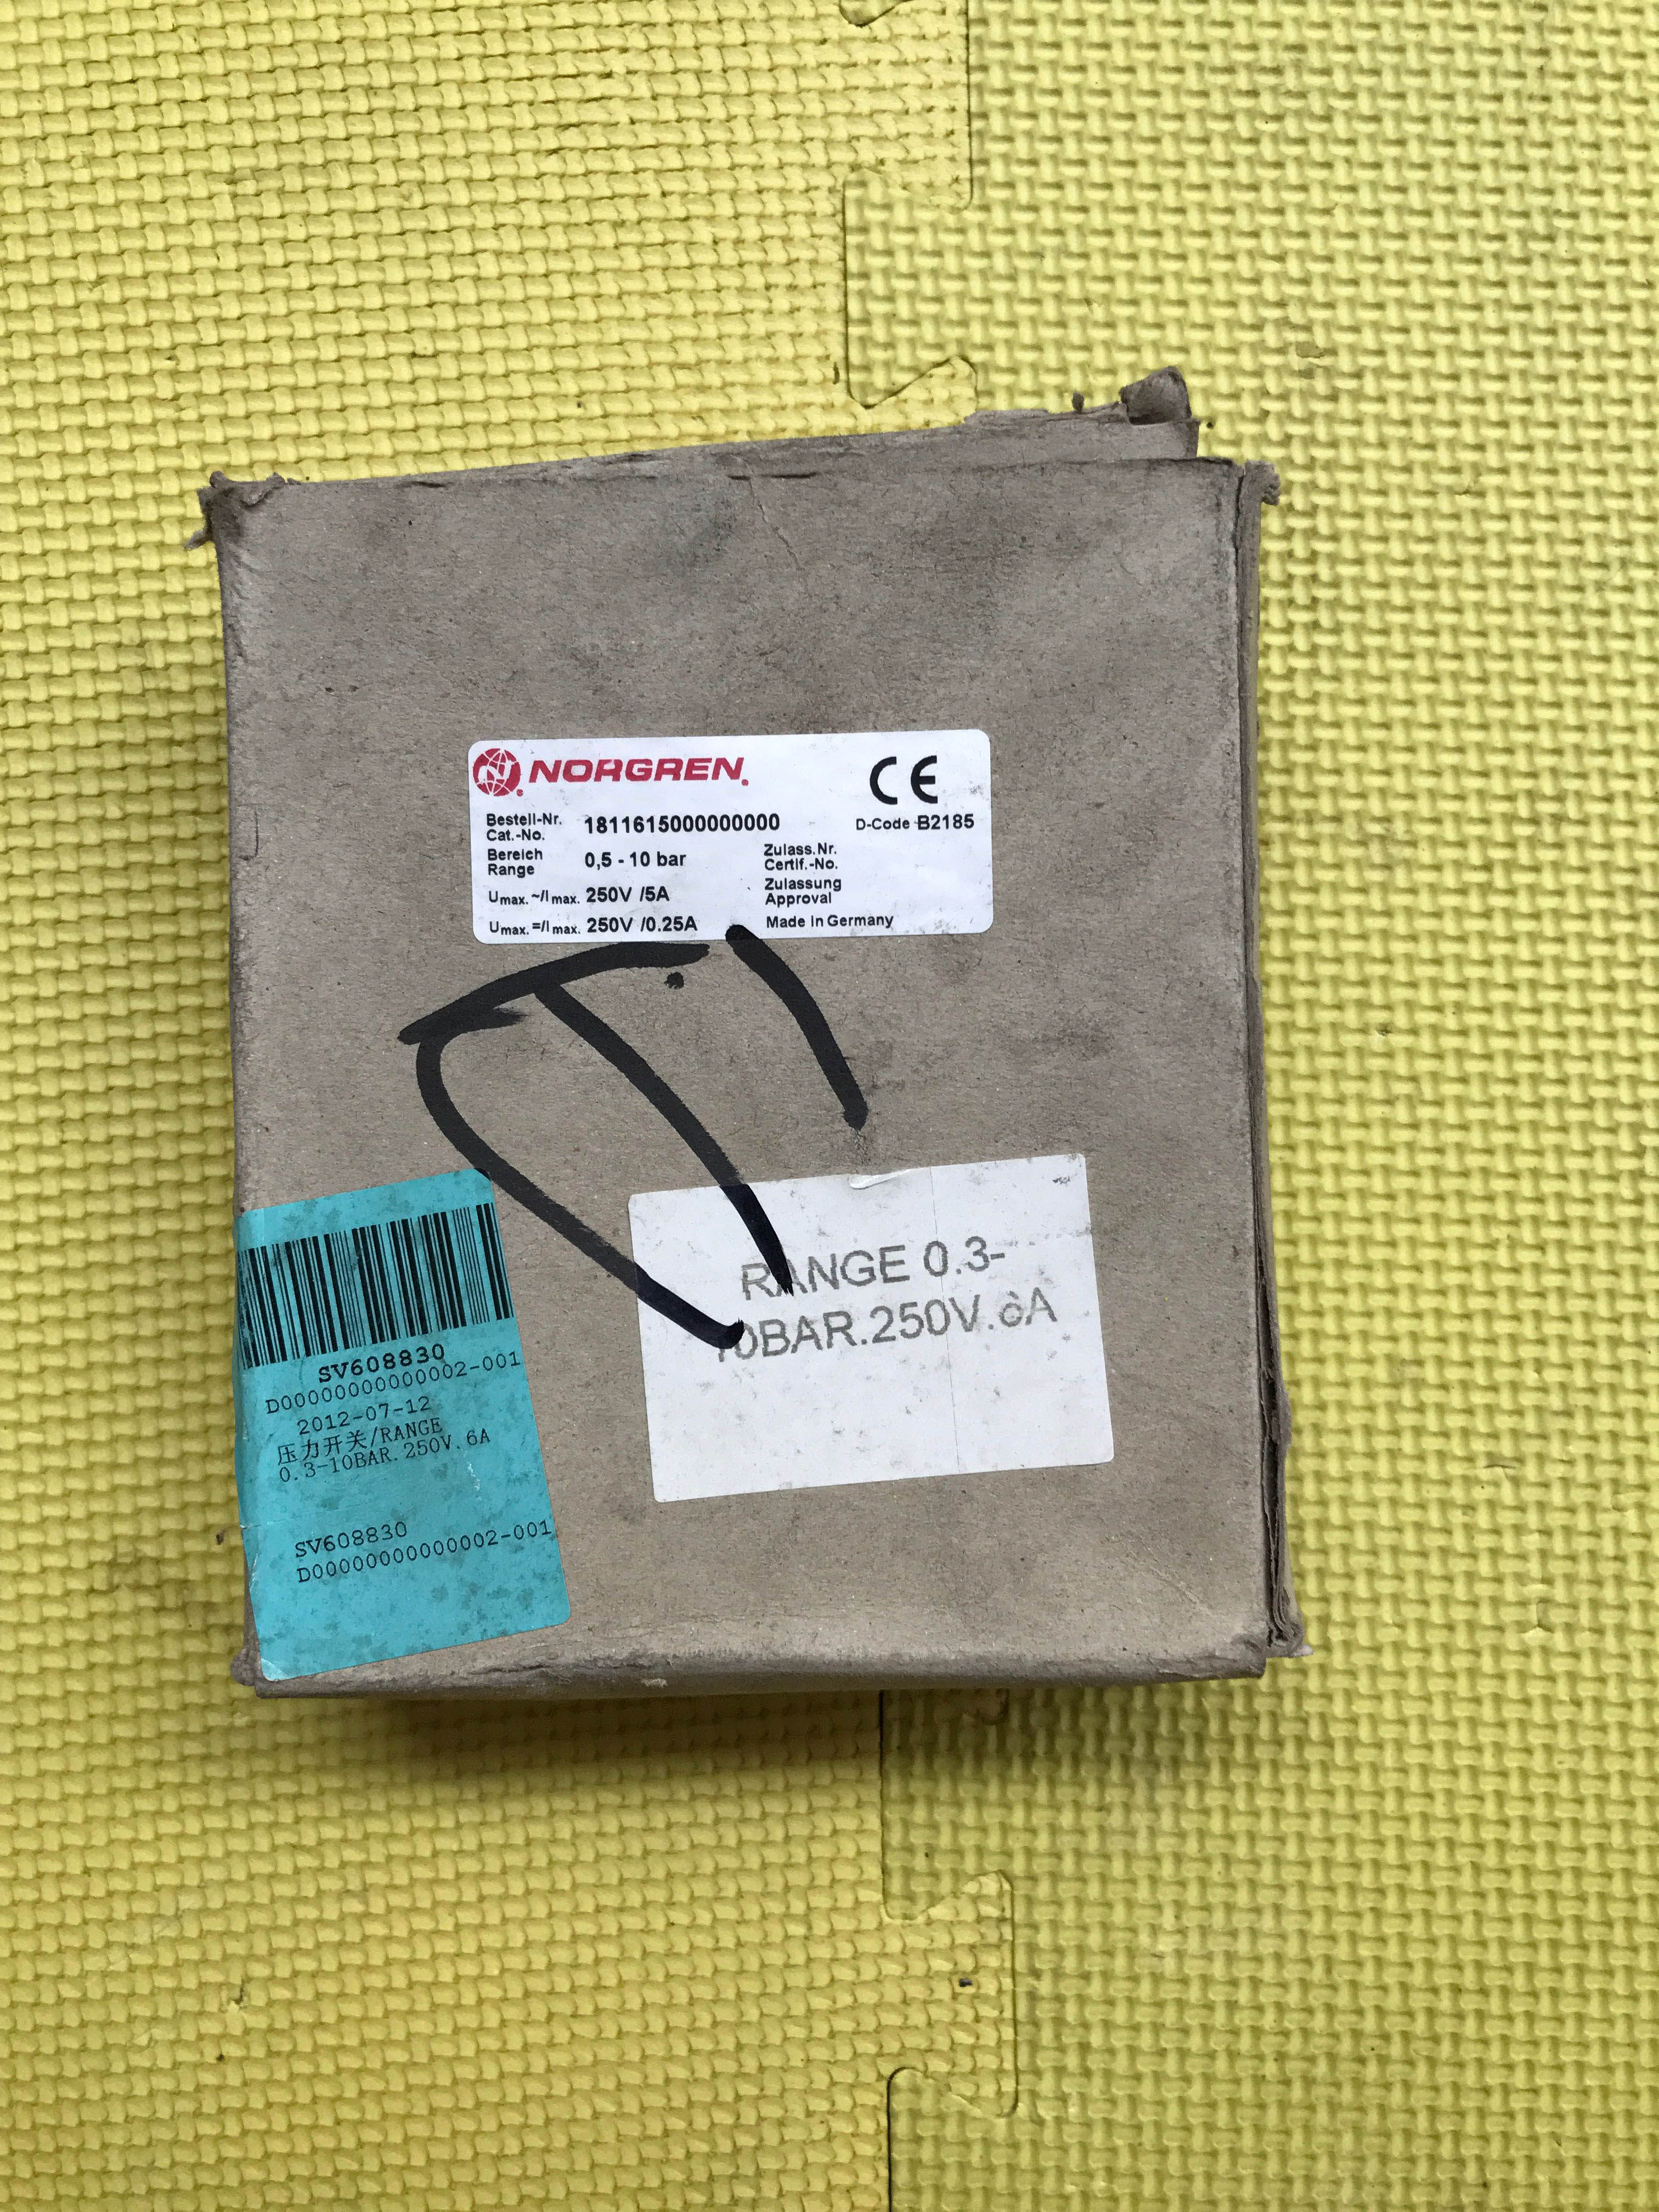 NORGREN.
CE
Bestell-Nr.
Cat.-No.
1811615000000000
D-Code B2185
Bereich
Range
0,5 - 10 bar
Zulass.Nr.
Certif.-No.
Umax.~/Imax. 250V /5A
Zulassung
Approval
Umax.=/Imax. 250V /0.25A
Made in Germany
RANGE 0.3-
10BAR.250V.6A
SV608830
D00000000000002-001
2012-07-12
压力开关/RANGE
0.3-10BAR.250V.6A
SV608830
D00000000000002-001